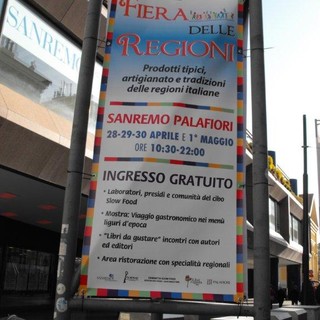 FIERA
DELLE
REGIONI
Prodotti tipici,
artigianato e tradizioni
delle regioni italiane
SANREMO PALAFIORI
28-29-30 APRILE E 1° MAGGIO
ORE 10:30-22:00
INGRESSO GRATUITO
• Laboratori, presidi e comunità del cibo
Slow Food
• Mostra: Viaggio gastronomico nei menù
liguri d'epoca
• "Libri da gustare" incontri con autori
ed editori
• Area ristorazione con specialità regionali
SANREMO